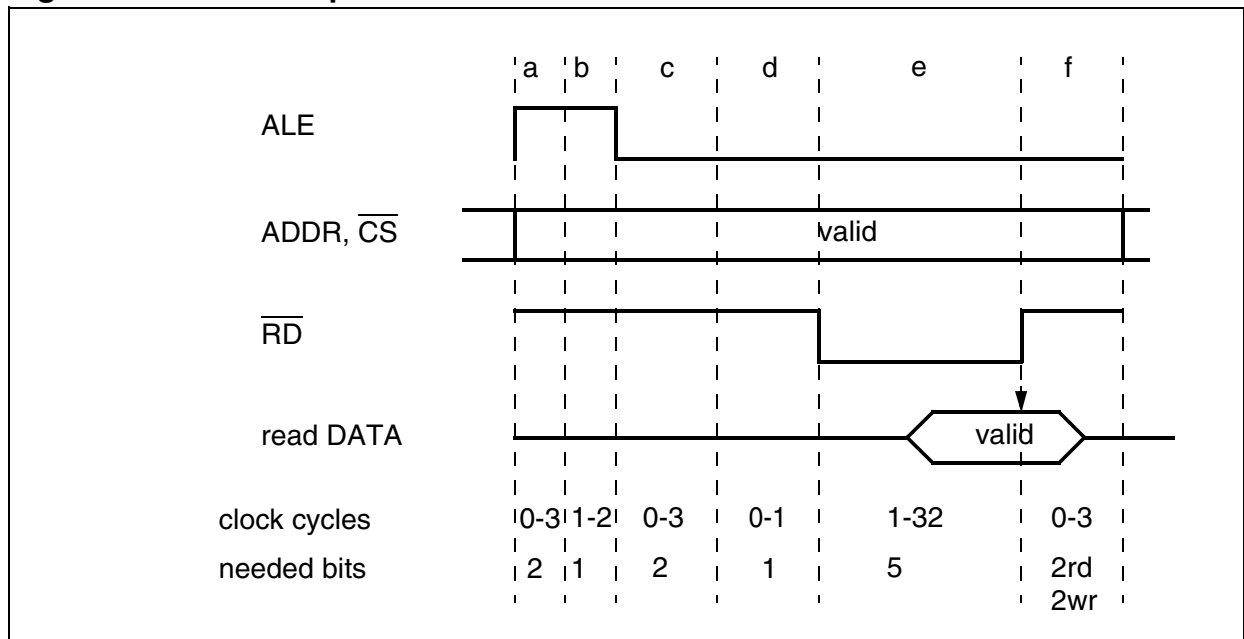 a b c d e f
ALE
ADDR, CS valid
RD
read DATA valid
clock cycles 0-3 1-2 0-3 0-1 1-32 0-3
needed bits 2 1 2 1 5 2rd
2wr